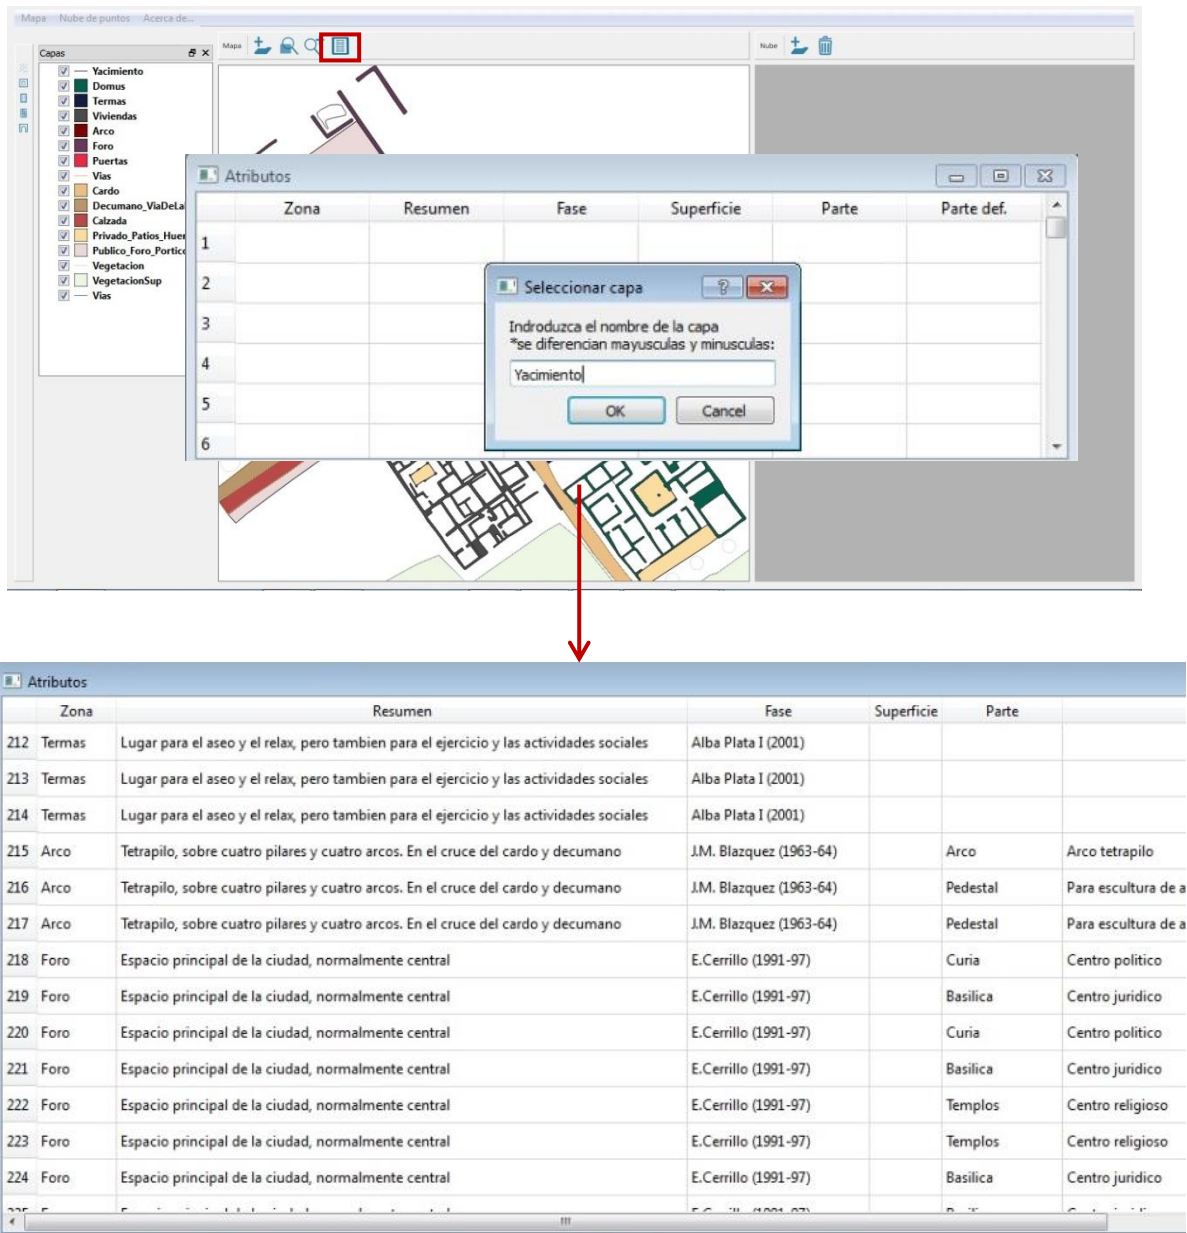 Mapa Nube de puntos Acerca de...
Capas
Mapa
Nube
Yacimiento
Domus
Termas
Viviendas
Arco
Foro
Puertas
Vias
Cardo
Decumano_ViaDeLa
Calzada
Privado_Patios_Huer
Publico_Foro_Portico
Vegetacion
VegetacionSup
Vias
Atributos
Zona Resumen Fase Superficie Parte Parte def.
1
2
3
4
5
6
Seleccionar capa
Indroduzca el nombre de la capa
*se diferencian mayusculas y minusculas:
Yacimiento
OK Cancel
Atributos
Zona Resumen Fase Superficie Parte
212 Termas Lugar para el aseo y el relax, pero tambien para el ejercicio y las actividades sociales Alba Plata I (2001)
213 Termas Lugar para el aseo y el relax, pero tambien para el ejercicio y las actividades sociales Alba Plata I (2001)
214 Termas Lugar para el aseo y el relax, pero tambien para el ejercicio y las actividades sociales Alba Plata I (2001)
215 Arco Tetrapilo, sobre cuatro pilares y cuatro arcos. En el cruce del cardo y decumano J.M. Blazquez (1963-64) Arco Arco tetrapilo
216 Arco Tetrapilo, sobre cuatro pilares y cuatro arcos. En el cruce del cardo y decumano J.M. Blazquez (1963-64) Pedestal Para escultura de a
217 Arco Tetrapilo, sobre cuatro pilares y cuatro arcos. En el cruce del cardo y decumano J.M. Blazquez (1963-64) Pedestal Para escultura de a
218 Foro Espacio principal de la ciudad, normalmente central E.Cerrillo (1991-97) Curia Centro politico
219 Foro Espacio principal de la ciudad, normalmente central E.Cerrillo (1991-97) Basilica Centro juridico
220 Foro Espacio principal de la ciudad, normalmente central E.Cerrillo (1991-97) Curia Centro politico
221 Foro Espacio principal de la ciudad, normalmente central E.Cerrillo (1991-97) Basilica Centro juridico
222 Foro Espacio principal de la ciudad, normalmente central E.Cerrillo (1991-97) Templos Centro religioso
223 Foro Espacio principal de la ciudad, normalmente central E.Cerrillo (1991-97) Templos Centro religioso
224 Foro Espacio principal de la ciudad, normalmente central E.Cerrillo (1991-97) Basilica Centro juridico